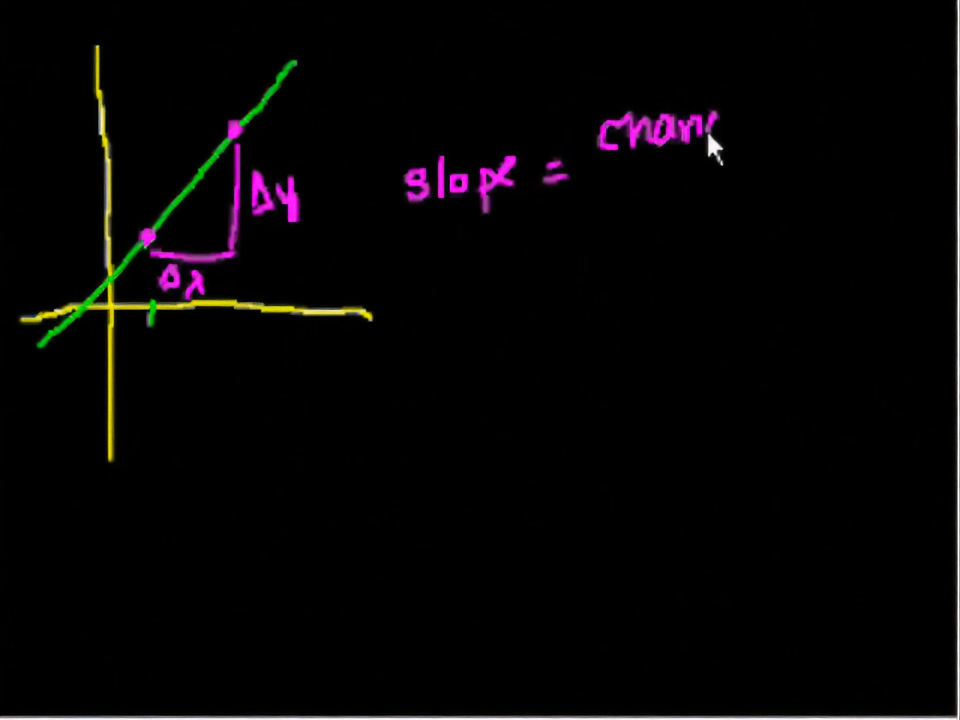 Δy
Δx
slope =
chan